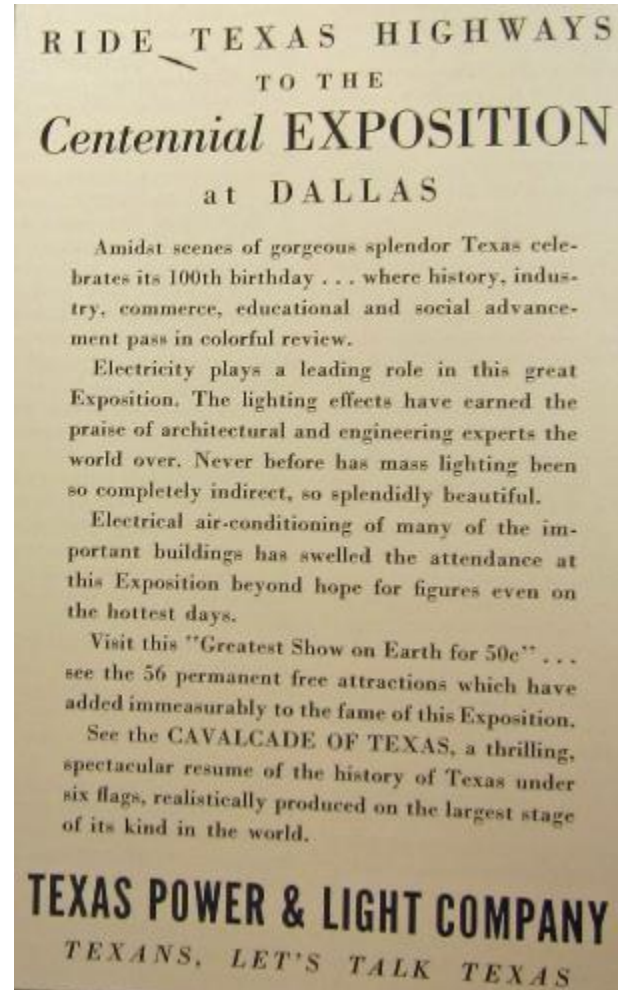 RIDE TEXAS HIGHWAYS
TO THE
Centennial EXPOSITION
at DALLAS
Amidst scenes of gorgeous splendor Texas cele-
brates its 100th birthday . . . where history, indus-
try, commerce, educational and social advance-
ment pass in colorful review.
Electricity plays a leading role in this great
Exposition. The lighting effects have earned the
praise of architectural and engineering experts the
world over. Never before has mass lighting been
so completely indirect, so splendidly beautiful.
Electrical air-conditioning of many of the im-
portant buildings has swelled the attendance at
this Exposition beyond hope for figures even on
the hottest days.
Visit this "Greatest Show on Earth for 50c" . . .
see the 56 permanent free attractions which have
added immeasurably to the fame of this Exposition.
See the CAVALCADE OF TEXAS, a thrilling,
spectacular resume of the history of Texas under
six flags, realistically produced on the largest stage
of its kind in the world.
TEXAS POWER & LIGHT COMPANY
TEXANS, LET'S TALK TEXAS